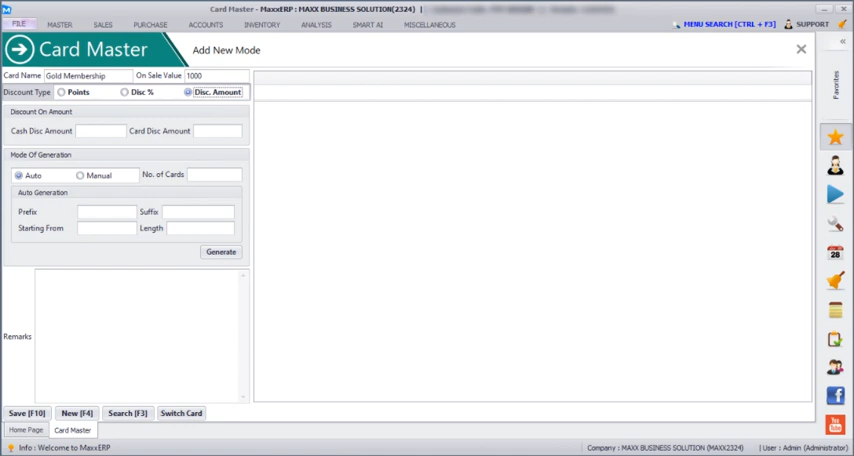 Card Master - MaxxERP : MAXX BUSINESS SOLUTION(2324) |
FILE MASTER SALES PURCHASE ACCOUNTS INVENTORY ANALYSIS SMART AI MISCELLANEOUS MENU SEARCH [CTRL + F3] SUPPORT
Card Master Add New Mode
Card Name Gold Membership On Sale Value 1000
Discount Type Points Disc % Disc. Amount
Discount On Amount
Cash Disc Amount Card Disc Amount
Mode Of Generation
Auto Manual No. of Cards
Auto Generation
Prefix Suffix
Starting From Length
Generate
Remarks
Save [F10] New [F4] Search [F3] Switch Card
Home Page Card Master
Info : Welcome to MaxxERP Company : MAXX BUSINESS SOLUTION (MAXX2324) | User : Admin (Administrator)
Favorites
28
You
Tube